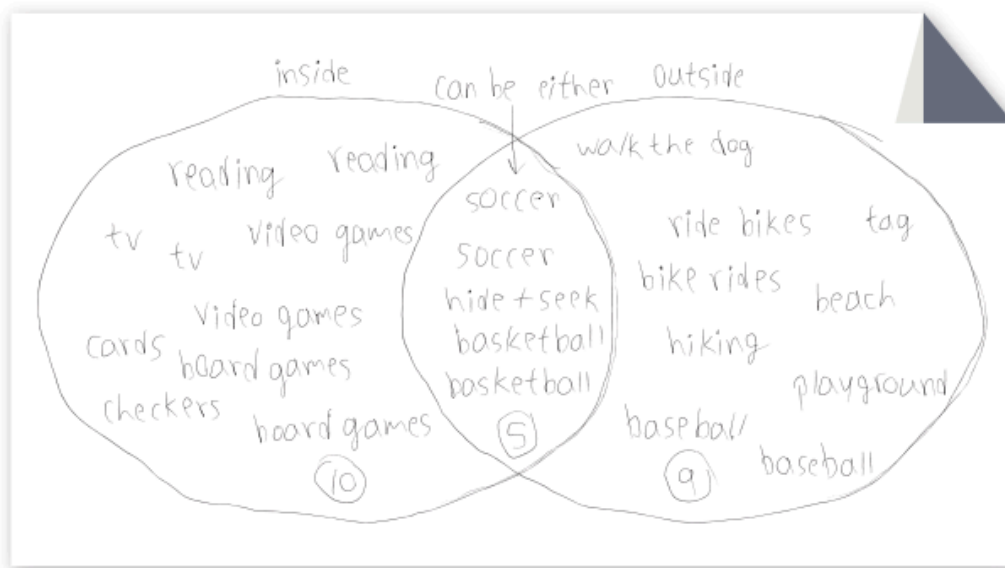 inside
can be either
outside
reading
reading
tv
tv
video games
video games
cards
board games
checkers
board games
10
soccer
soccer
hide + seek
basketball
basketball
5
walk the dog
ride bikes
tag
bike rides
beach
hiking
playground
baseball
baseball
9